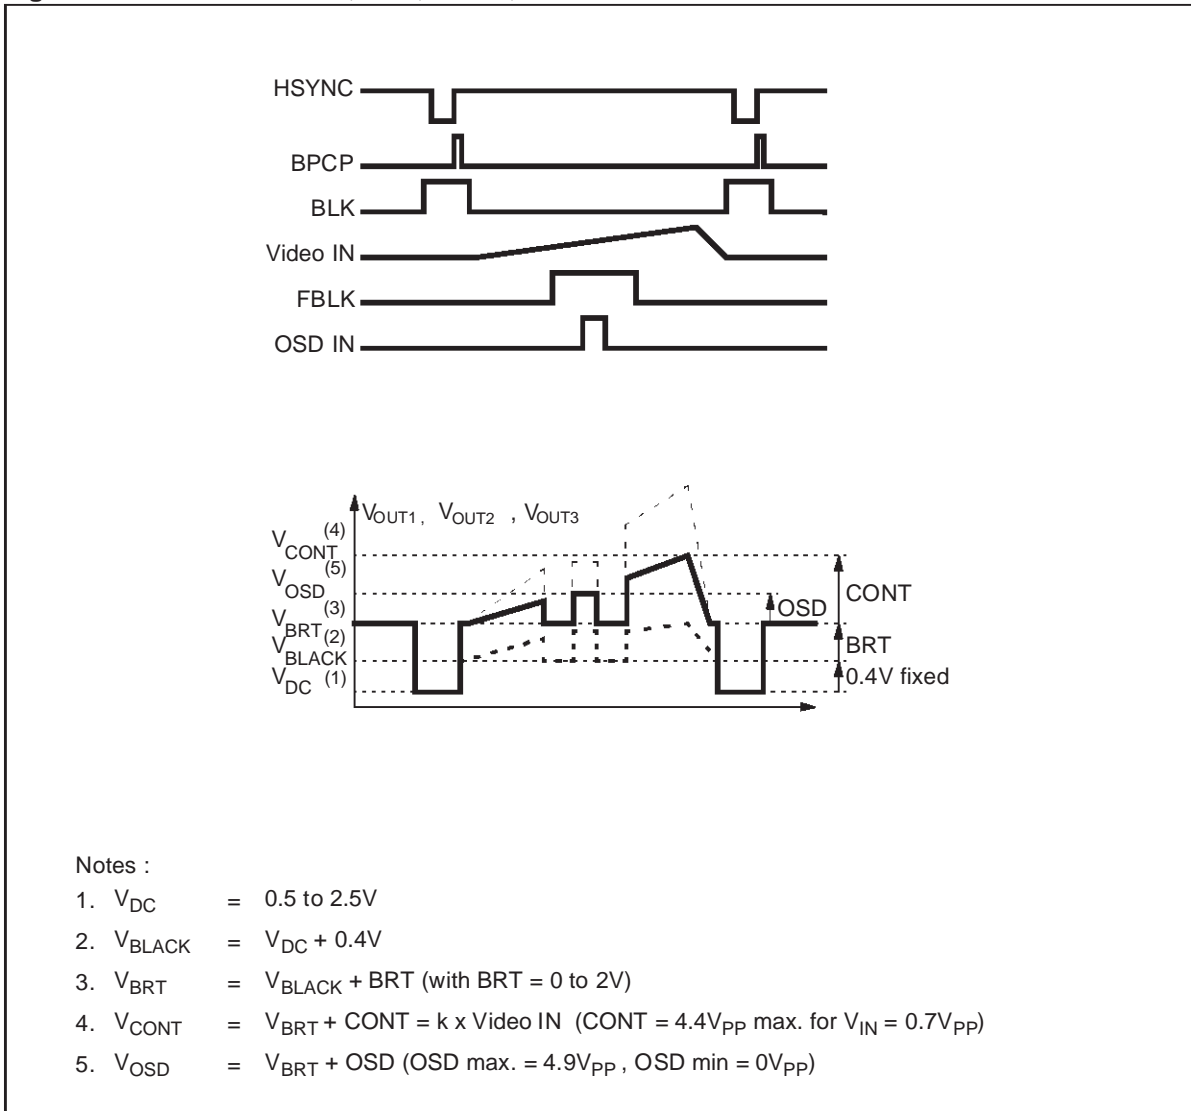 HSYNC
BPCP
BLK
Video IN
FBLK
OSD IN
VOUT1, VOUT2 , VOUT3
VCONT(4)
VOSD(5)
VBRT(3)
VBLACK(2)
VDC (1)
CONT
OSD
BRT
0.4V fixed
Notes :
1. VDC = 0.5 to 2.5V
2. VBLACK = VDC + 0.4V
3. VBRT = VBLACK + BRT (with BRT = 0 to 2V)
4. VCONT = VBRT + CONT = k x Video IN (CONT = 4.4VPP max. for VIN = 0.7VPP)
5. VOSD = VBRT + OSD (OSD max. = 4.9VPP , OSD min = 0VPP)